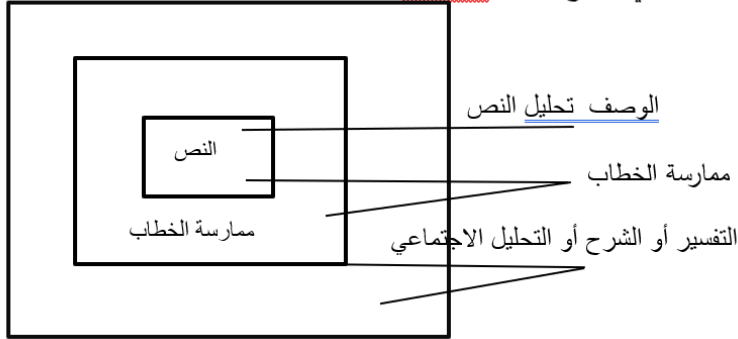 الوصف تحليل النص
النص
ممارسة الخطاب
ممارسة الخطاب
التفسير أو الشرح أو التحليل الاجتماعي